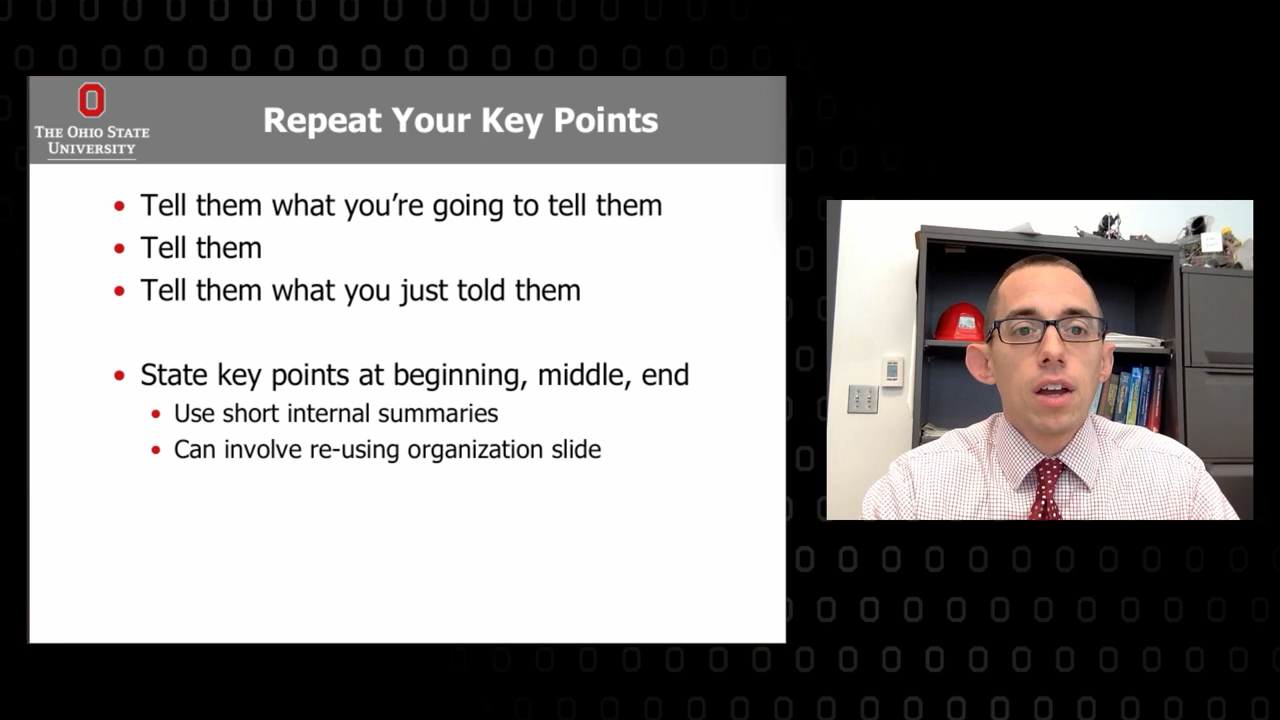 THE OHIO STATE
UNIVERSITY
Repeat Your Key Points
Tell them what you’re going to tell them
Tell them
Tell them what you just told them
State key points at beginning, middle, end
Use short internal summaries
Can involve re-using organization slide